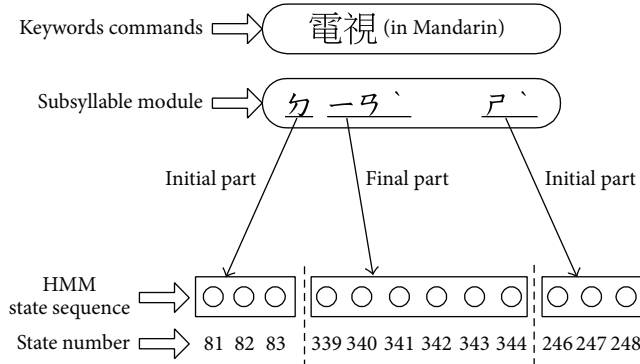 Keywords commands 電視 (in Mandarin)
Subsyllable module ㄉ ㄧㄢˋ ㄕˋ
Initial part Final part Initial part
HMM
state sequence
State number 81 82 83 339 340 341 342 343 344 246 247 248